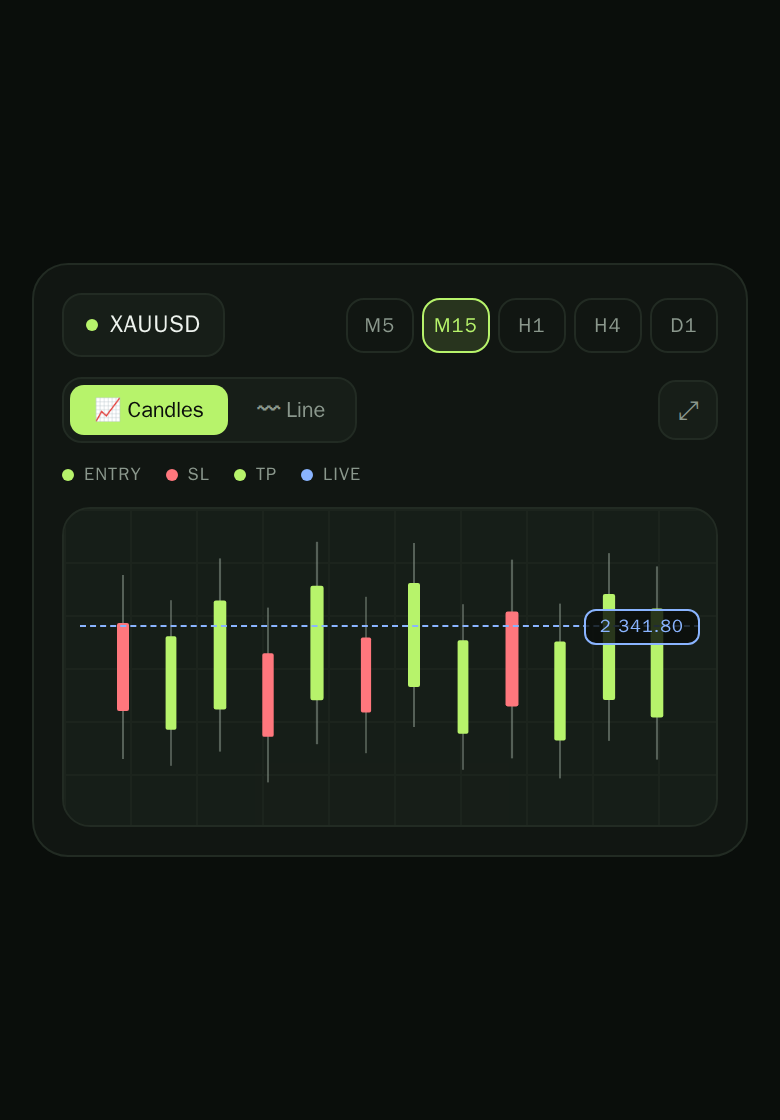 XAUUSD
M5 M15 H1 H4 D1
📈 Candles 〰 Line
ENTRY SL TP LIVE
2 341.80